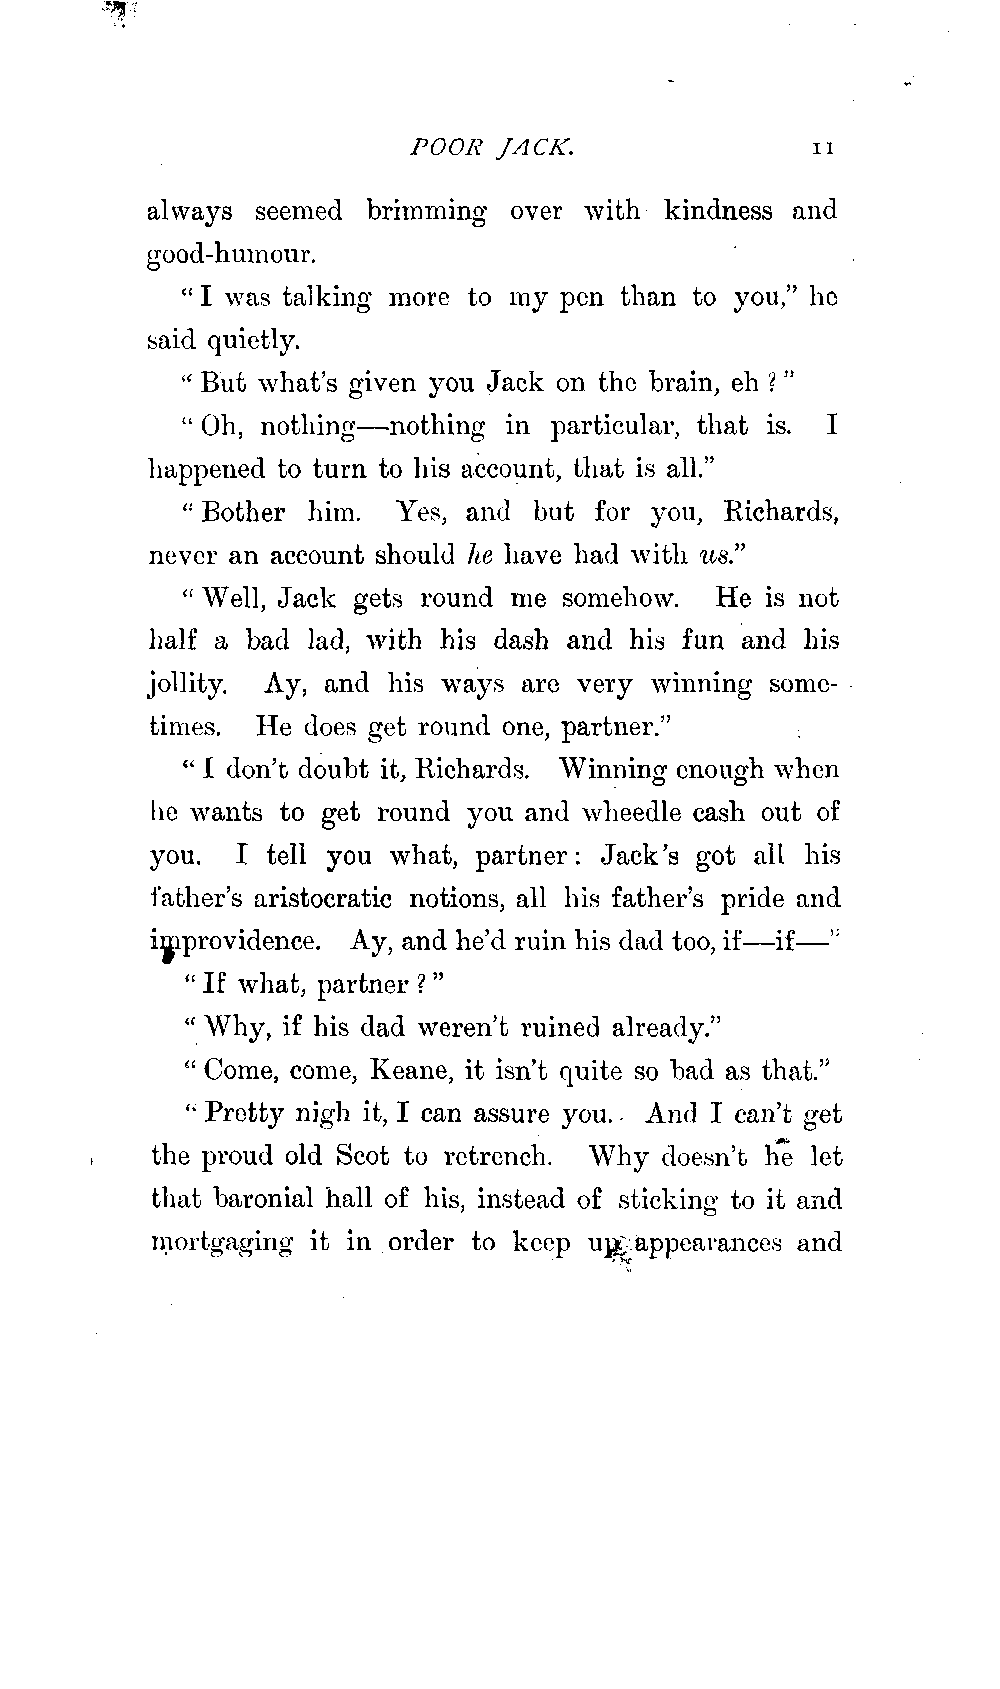 POOR JACK. 11
always seemed brimming over with kindness and
good-humour.
"I was talking more to my pen than to you," he
said quietly.
"But what's given you Jack on the brain, eh?"
"Oh, nothing—nothing in particular, that is. I
happened to turn to his account, that is all."
"Bother him. Yes, and but for you, Richards,
never an account should he have had with us."
"Well, Jack gets round me somehow. He is not
half a bad lad, with his dash and his fun and his
jollity. Ay, and his ways are very winning some-
times. He does get round one, partner."
"I don't doubt it, Richards. Winning enough when
he wants to get round you and wheedle cash out of
you. I tell you what, partner: Jack's got all his
father's aristocratic notions, all his father's pride and
improvidence. Ay, and he'd ruin his dad too, if—if—"
"If what, partner?"
"Why, if his dad weren't ruined already."
"Come, come, Keane, it isn't quite so bad as that."
"Pretty nigh it, I can assure you. And I can't get
the proud old Scot to retrench. Why doesn't he let
that baronial hall of his, instead of sticking to it and
mortgaging it in order to keep up appearances and